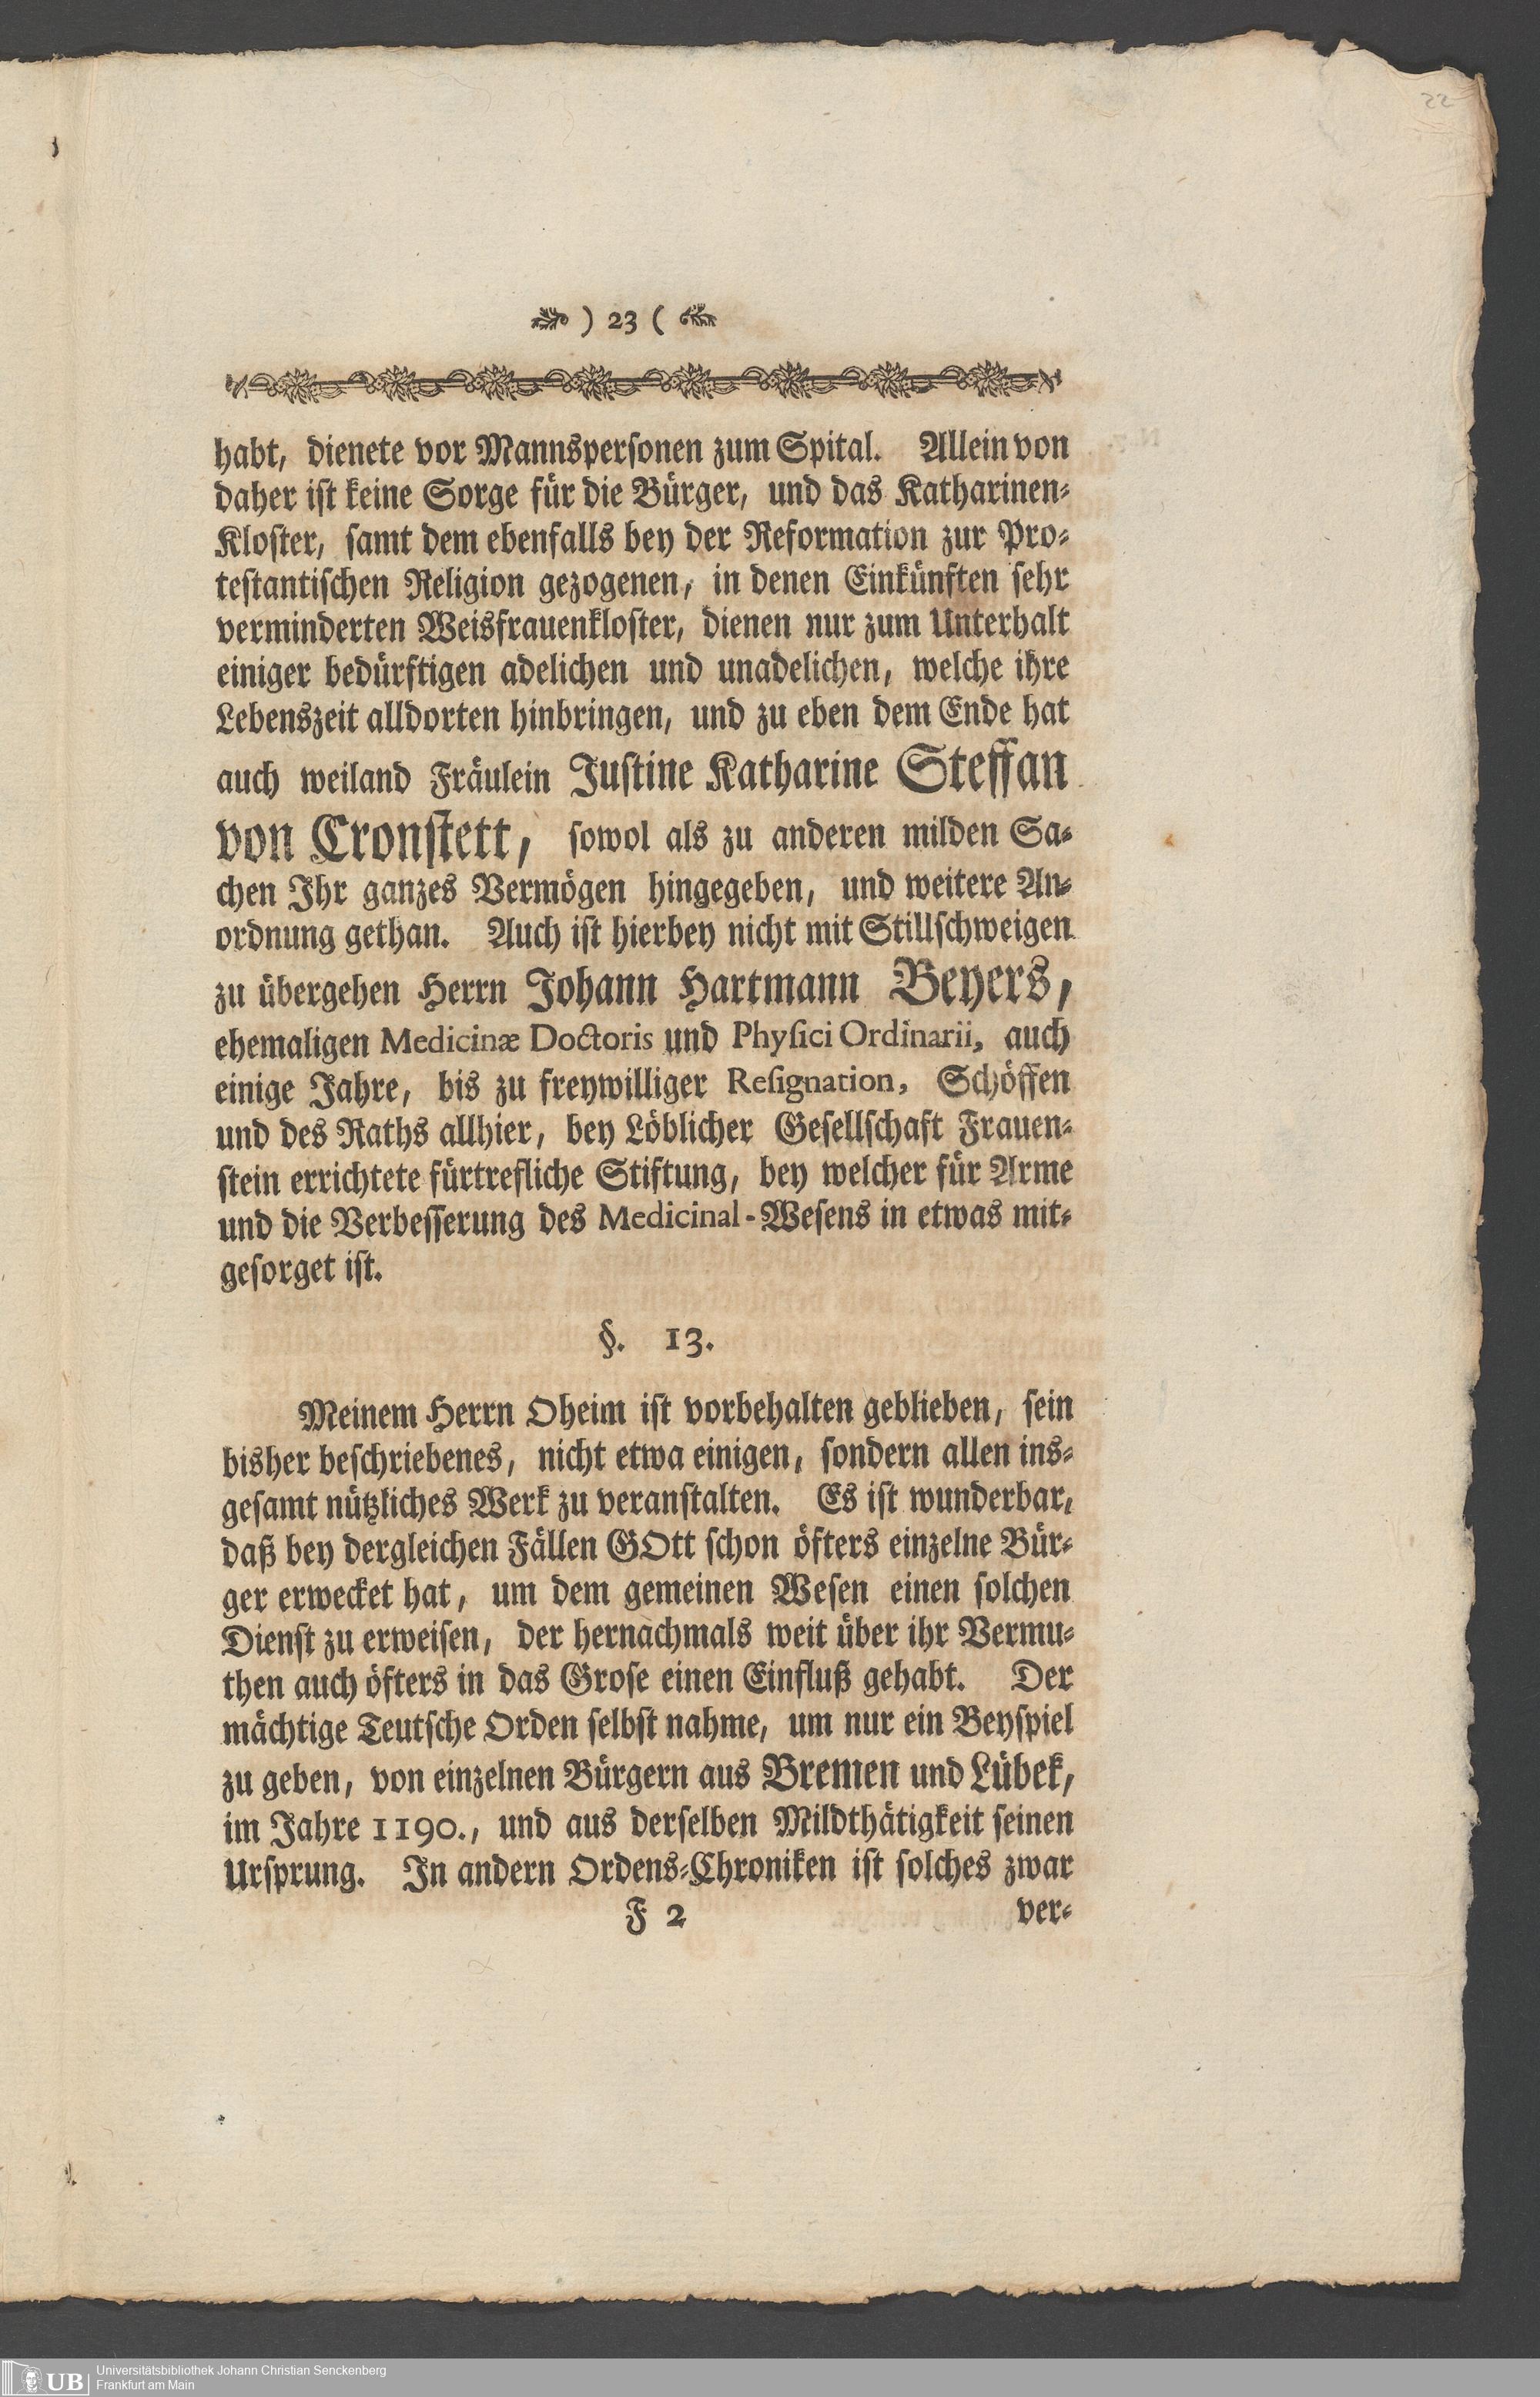 22
) 23 (
habt, dienete vor Mannspersonen zum Spital. Allein von
daher ist keine Sorge für die Bürger, und das Katharinen-
Kloster, samt dem ebenfalls bey der Reformation zur Pro-
testantischen Religion gezogenen, in denen Einkünften sehr
verminderten Weisfrauenkloster, dienen nur zum Unterhalt
einiger bedürftigen adelichen und unadelichen, welche ihre
Lebenszeit alldorten hinbringen, und zu eben dem Ende hat
auch weiland Fräulein Justine Katharine Steffan
von Cronstett, sowol als zu anderen milden Sa-
chen Ihr ganzes Vermögen hingegeben, und weitere An-
ordnung gethan. Auch ist hierbey nicht mit Stillschweigen
zu übergehen Herrn Johann Hartmann Beyers,
ehemaligen Medicinæ Doctoris und Physici Ordinarii, auch
einige Jahre, bis zu freywilliger Resignation, Schöffen
und des Raths allhier, bey Löblicher Gesellschaft Frauen-
stein errichtete fürtrefliche Stiftung, bey welcher für Arme
und die Verbesserung des Medicinal-Wesens in etwas mit-
gesorget ist.
§. 13.
Meinem Herrn Oheim ist vorbehalten geblieben, sein
bisher beschriebenes, nicht etwa einigen, sondern allen ins-
gesamt nützliches Werk zu veranstalten. Es ist wunderbar,
daß bey dergleichen Fällen GOtt schon öfters einzelne Bür-
ger erwecket hat, um dem gemeinen Wesen einen solchen
Dienst zu erweisen, der hernachmals weit über ihr Vermu-
then auch öfters in das Grose einen Einfluß gehabt. Der
mächtige Teutsche Orden selbst nahme, um nur ein Beyspiel
zu geben, von einzelnen Bürgern aus Bremen und Lübek,
im Jahre 1190., und aus derselben Mildthätigkeit seinen
Ursprung. In andern Ordens-Chroniken ist solches zwar
F 2 ver-
UB Universitätsbibliothek Johann Christian Senckenberg
Frankfurt am Main